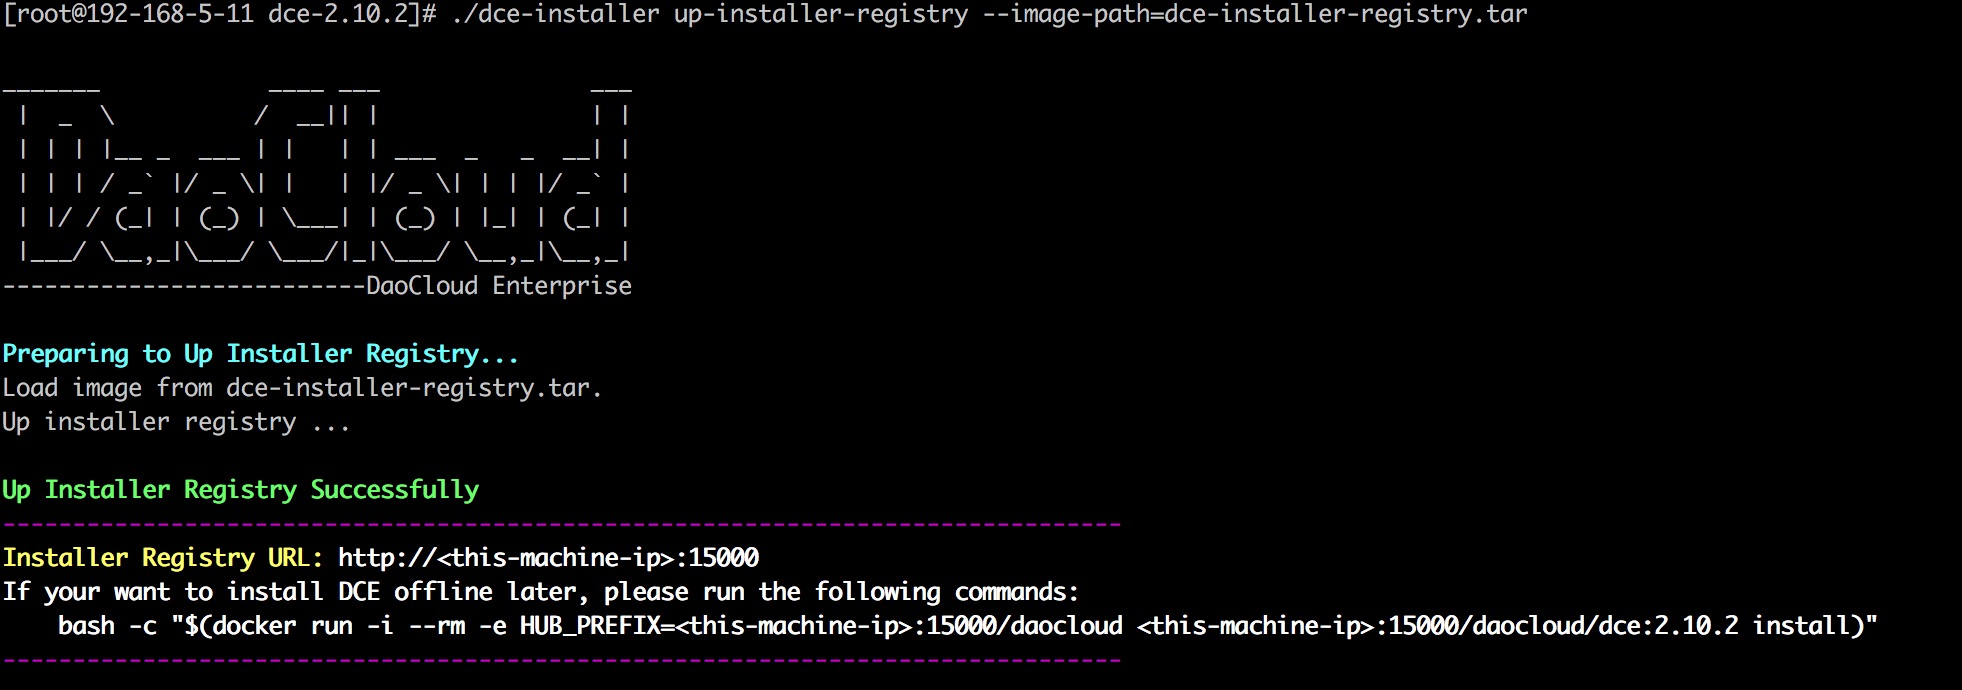 [root@192-168-5-11 dce-2.10.2]# ./dce-installer up-installer-registry --image-path=dce-installer-registry.tar
_______            ____ ___               ___
 |  _  \          /  __|| |               | |
 | | | |__ _  ___ | |   | | ___  _   _  __| |
 | | | / _` |/ _ \| |   | |/ _ \| | | |/ _` |
 | |/ / (_| | (_) | \___| | (_) | |_| | (_| |
 |___/ \__,_|\___/ \___/|_|\___/ \__,_|\__,_|
--------------------------DaoCloud Enterprise
Preparing to Up Installer Registry...
Load image from dce-installer-registry.tar.
Up installer registry ...
Up Installer Registry Successfully
--------------------------------------------------------------------------------
Installer Registry URL: http://<this-machine-ip>:15000
If your want to install DCE offline later, please run the following commands:
    bash -c "$(docker run -i --rm -e HUB_PREFIX=<this-machine-ip>:15000/daocloud <this-machine-ip>:15000/daocloud/dce:2.10.2 install)"
--------------------------------------------------------------------------------